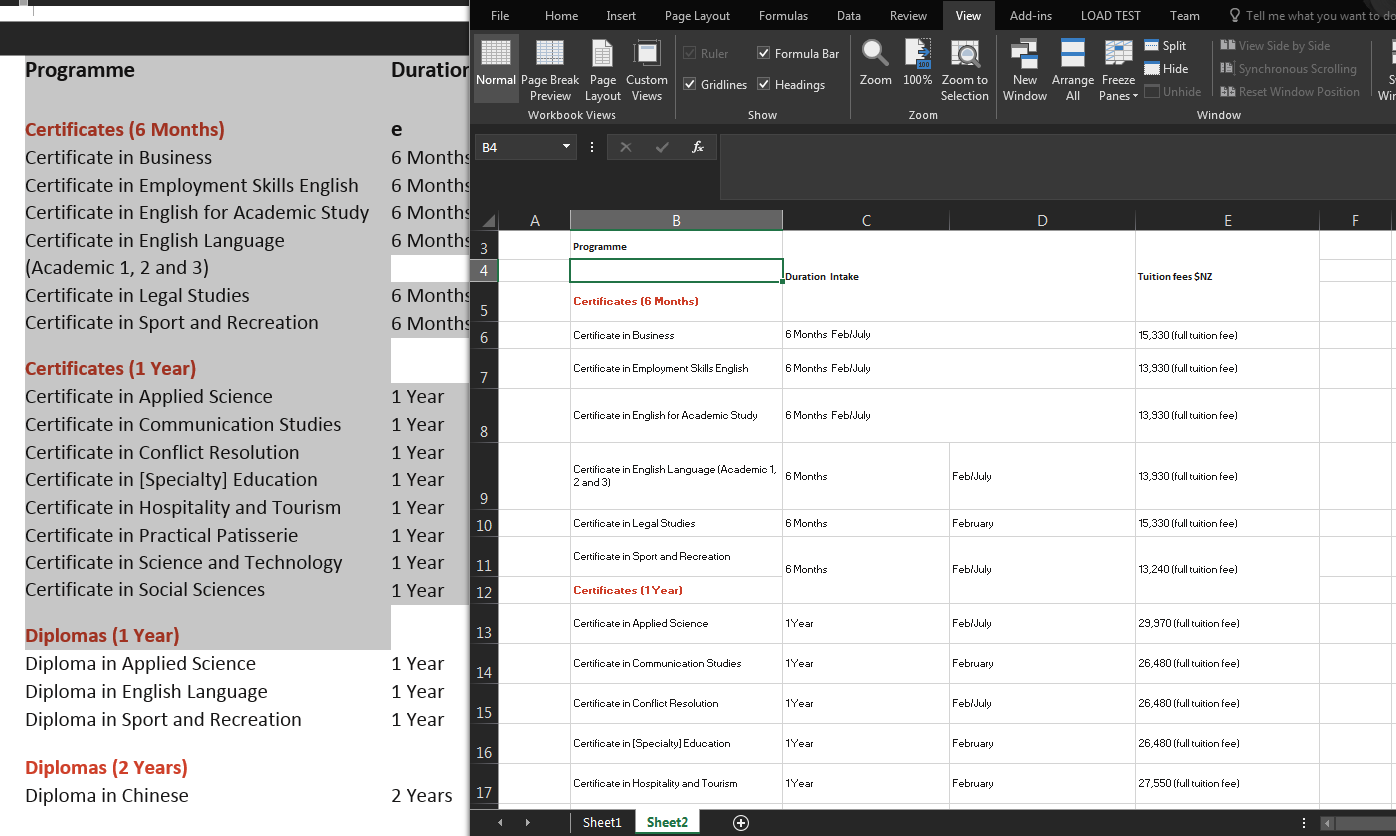 Programme
Duration
Certificates (6 Months)
e
Certificate in Business
6 Months
Certificate in Employment Skills English
6 Months
Certificate in English for Academic Study
6 Months
Certificate in English Language
6 Months
(Academic 1, 2 and 3)
Certificate in Legal Studies
6 Months
Certificate in Sport and Recreation
6 Months
Certificates (1 Year)
Certificate in Applied Science
1 Year
Certificate in Communication Studies
1 Year
Certificate in Conflict Resolution
1 Year
Certificate in [Specialty] Education
1 Year
Certificate in Hospitality and Tourism
1 Year
Certificate in Practical Patisserie
1 Year
Certificate in Science and Technology
1 Year
Certificate in Social Sciences
1 Year
Diplomas (1 Year)
Diploma in Applied Science
1 Year
Diploma in English Language
1 Year
Diploma in Sport and Recreation
1 Year
Diplomas (2 Years)
Diploma in Chinese
2 Years
File Home Insert Page Layout Formulas Data Review View Add-ins LOAD TEST Team Tell me what you want to do
Normal
Page Break Preview
Page Layout
Custom Views
Workbook Views
Ruler
Formula Bar
Gridlines
Headings
Show
Zoom
100
100%
Zoom to Selection
Zoom
New Window
Arrange All
Freeze Panes
Split
Hide
Unhide
View Side by Side
Synchronous Scrolling
Reset Window Position
Window
B4
fx
A B C D E F
3 Programme
4
Duration Intake
Tuition fees $NZ
5 Certificates (6 Months)
6 Certificate in Business 6 Months Feb/July 15,330 (full tuition fee)
7 Certificate in Employment Skills English 6 Months Feb/July 13,930 (full tuition fee)
8 Certificate in English for Academic Study 6 Months Feb/July 13,930 (full tuition fee)
Certificate in English Language (Academic 1,
2 and 3)
9 6 Months Feb/July 13,930 (full tuition fee)
10 Certificate in Legal Studies 6 Months February 15,330 (full tuition fee)
11 Certificate in Sport and Recreation
6 Months Feb/July 13,240 (full tuition fee)
12 Certificates (1 Year)
13 Certificate in Applied Science 1 Year Feb/July 29,970 (full tuition fee)
14 Certificate in Communication Studies 1 Year February 26,480 (full tuition fee)
15 Certificate in Conflict Resolution 1 Year Feb/July 26,480 (full tuition fee)
16 Certificate in [Specialty] Education 1 Year February 26,480 (full tuition fee)
17 Certificate in Hospitality and Tourism 1 Year February 27,550 (full tuition fee)
Sheet1 Sheet2